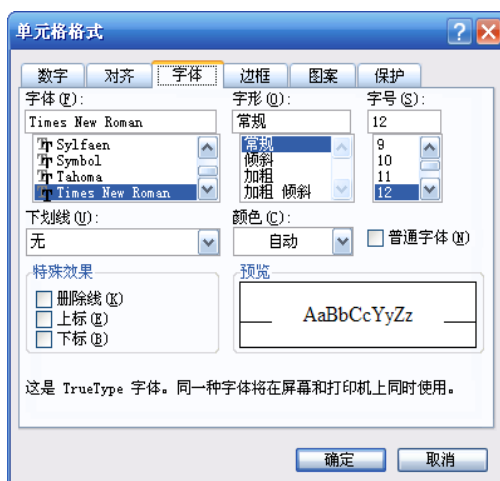 单元格格式
数字 对齐 字体 边框 图案 保护
字体(F): 字形(O): 字号(S):
Times New Roman 常规 12
Sylfaen 常规 9
Symbol 倾斜 10
Tahoma 加粗 11
Times New Roman 加粗 倾斜 12
下划线(U): 颜色(C):
无 自动 普通字体(N)
特殊效果 预览
删除线(K)
上标(E) AaBbCcYyZz
下标(B)
这是 TrueType 字体。同一种字体将在屏幕和打印机上同时使用。
确定 取消